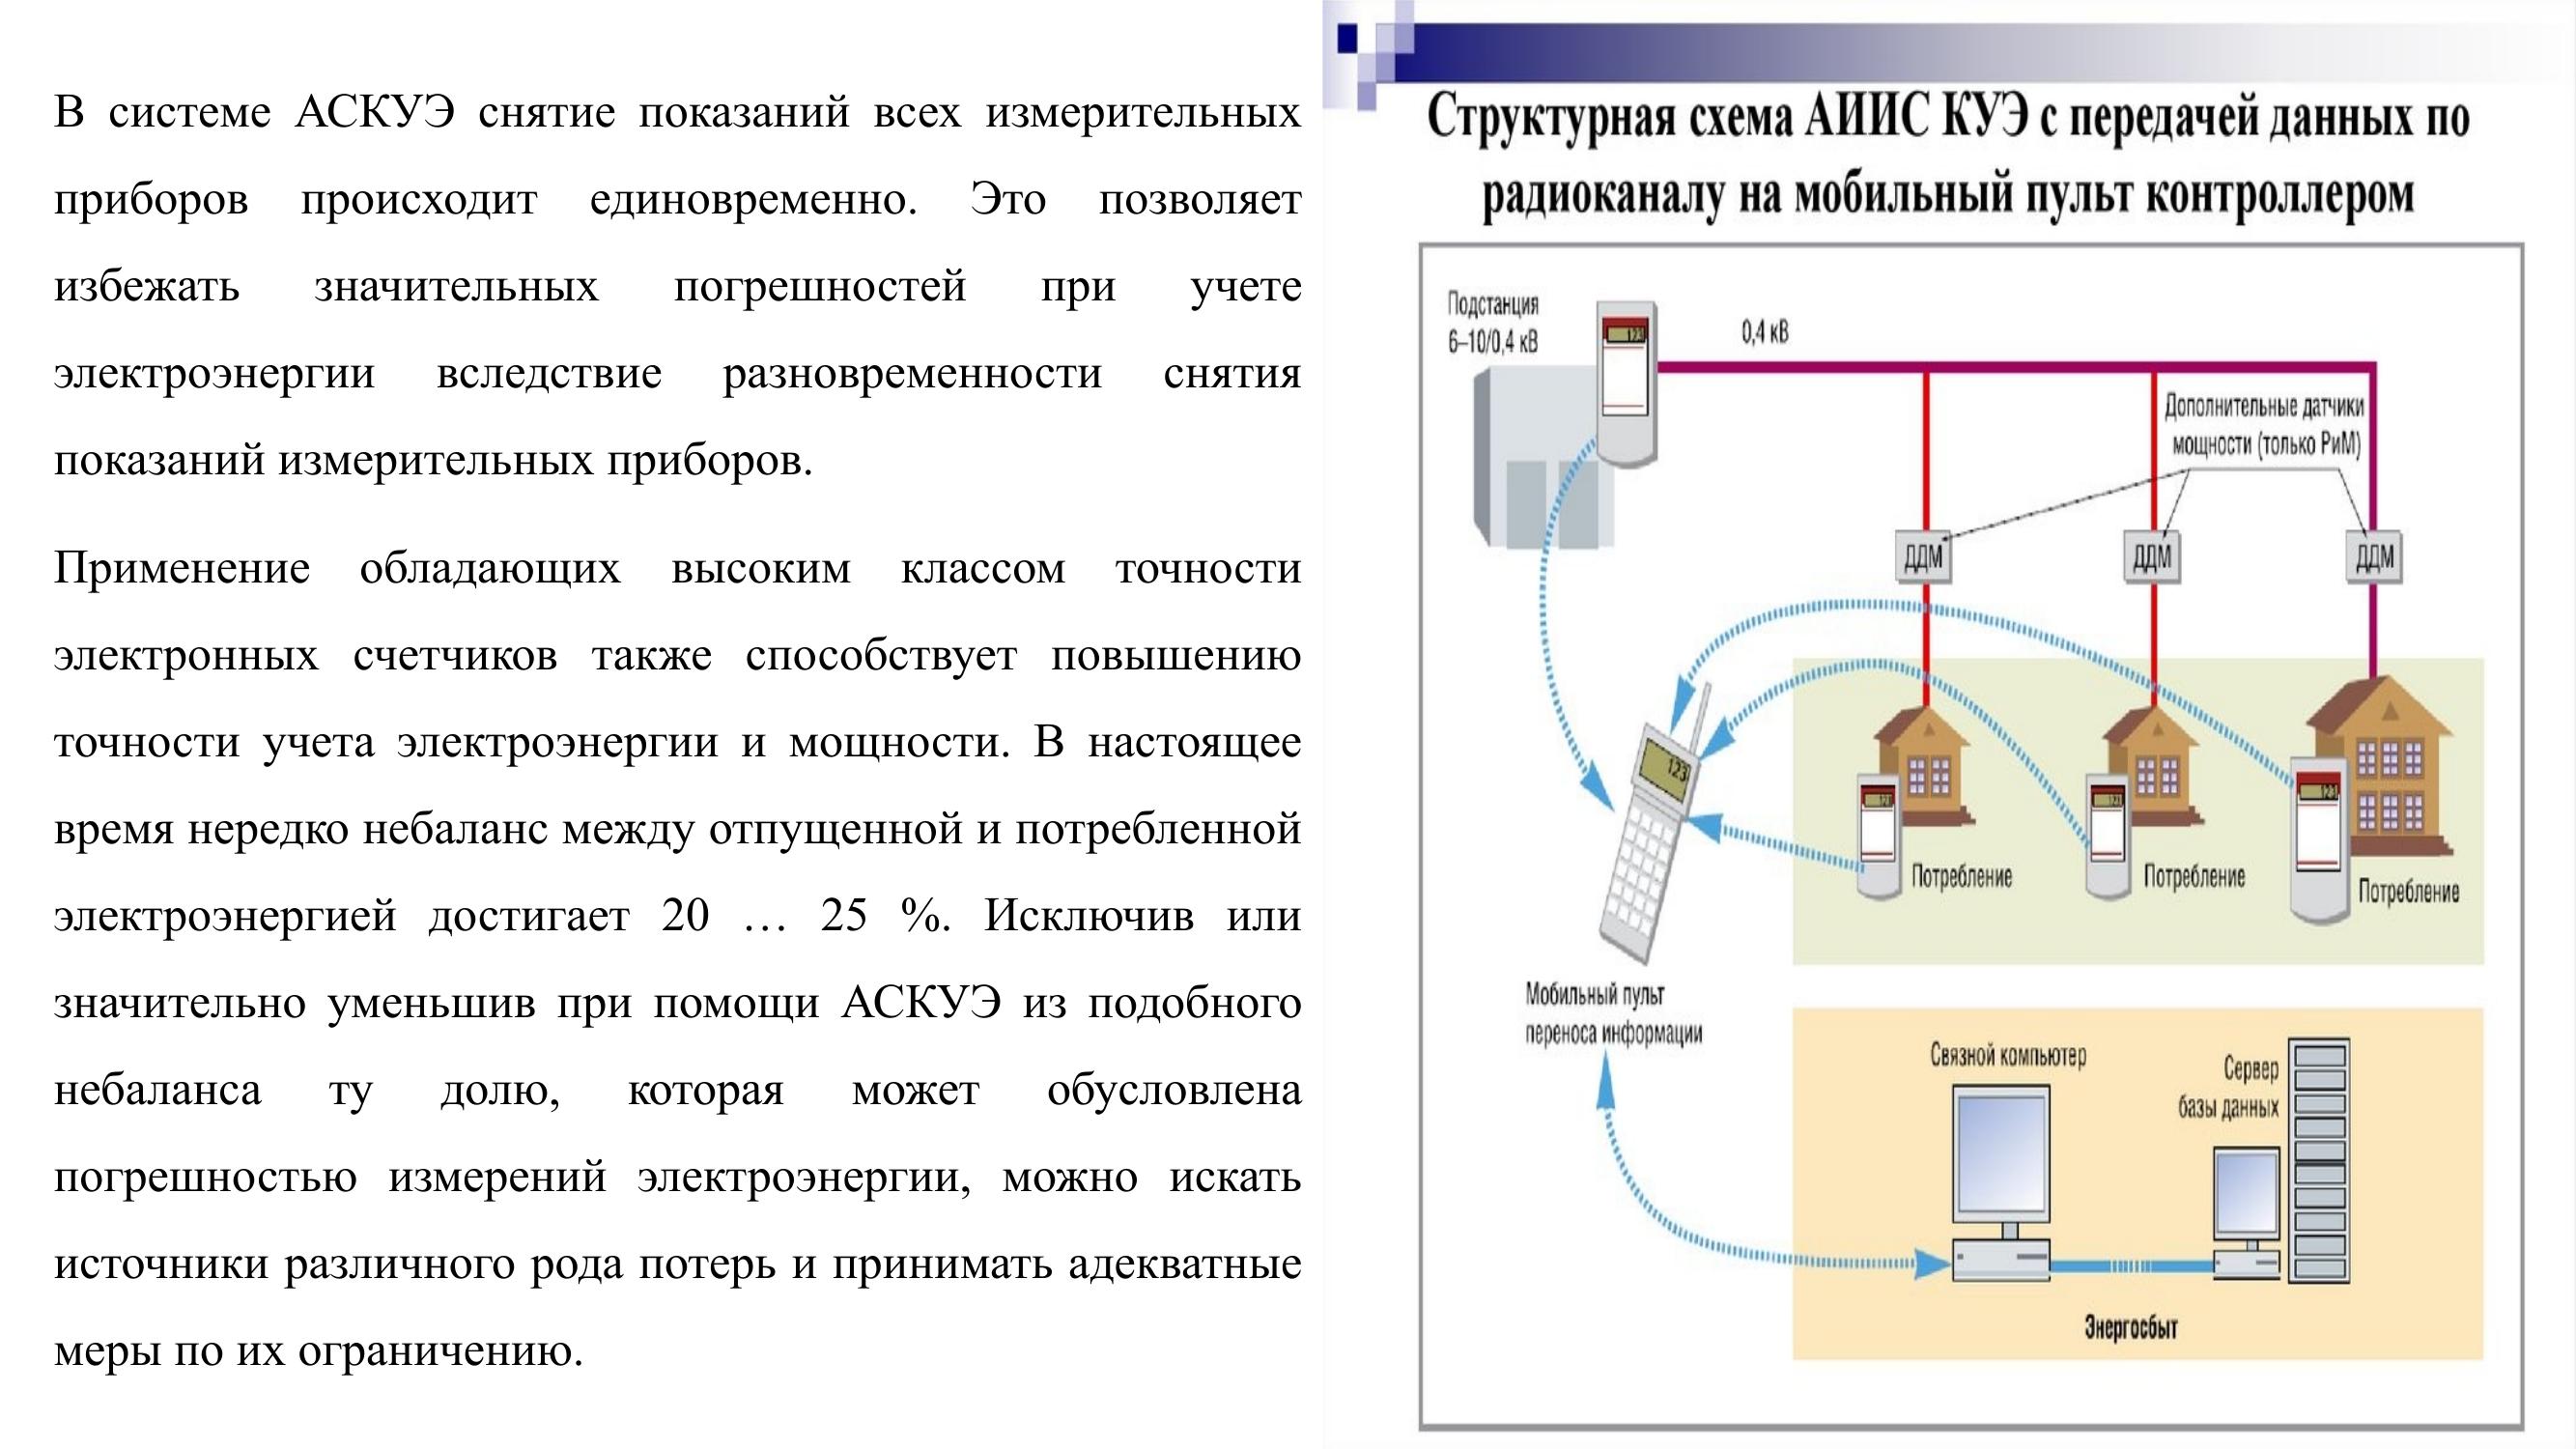 В системе АСКУЭ снятие показаний всех измерительных
приборов происходит единовременно. Это позволяет
избежать значительных погрешностей при учете
электроэнергии вследствие разновременности снятия
показаний измерительных приборов.
Применение обладающих высоким классом точности
электронных счетчиков также способствует повышению
точности учета электроэнергии и мощности. В настоящее
время нередко небаланс между отпущенной и потребленной
электроэнергией достигает 20 … 25 %. Исключив или
значительно уменьшив при помощи АСКУЭ из подобного
небаланса ту долю, которая может обусловлена
погрешностью измерений электроэнергии, можно искать
источники различного рода потерь и принимать адекватные
меры по их ограничению.
Структурная схема АИИС КУЭ с передачей данных по
радиоканалу на мобильный пульт контроллером
Подстанция
6–10/0,4 кВ
123
0,4 кВ
Дополнительные датчики
мощности (только РиМ)
ДДМ
ДДМ
ДДМ
123
123
123
123
Потребление
Потребление
Потребление
Мобильный пульт
переноса информации
Связной компьютер
Сервер
базы данных
Энергосбыт